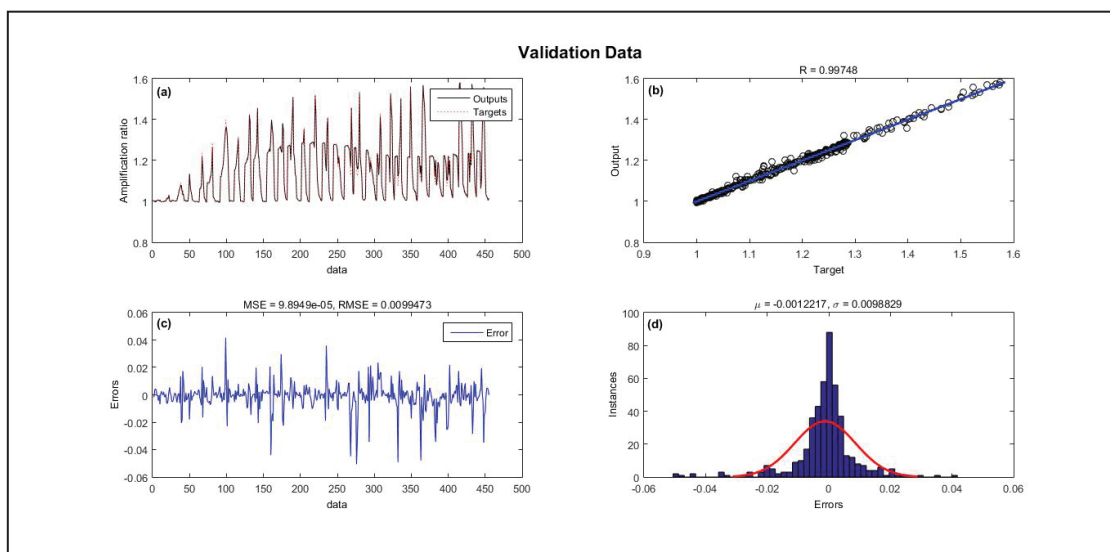 Validation Data
(a)
Outputs
Targets
Amplification ratio
1.6
1.4
1.2
1
0.8
0 50 100 150 200 250 300 350 400 450 500
data
R = 0.99748
(b)
Output
1.6
1.4
1.2
1
0.8
0.9 1 1.1 1.2 1.3 1.4 1.5 1.6
Target
MSE = 9.8949e-05, RMSE = 0.0099473
(c)
Error
Errors
0.06
0.04
0.02
0
-0.02
-0.04
-0.06
0 50 100 150 200 250 300 350 400 450 500
data
μ = -0.0012217, σ = 0.0098829
(d)
Instances
100
80
60
40
20
0
-0.06 -0.04 -0.02 0 0.02 0.04 0.06
Errors